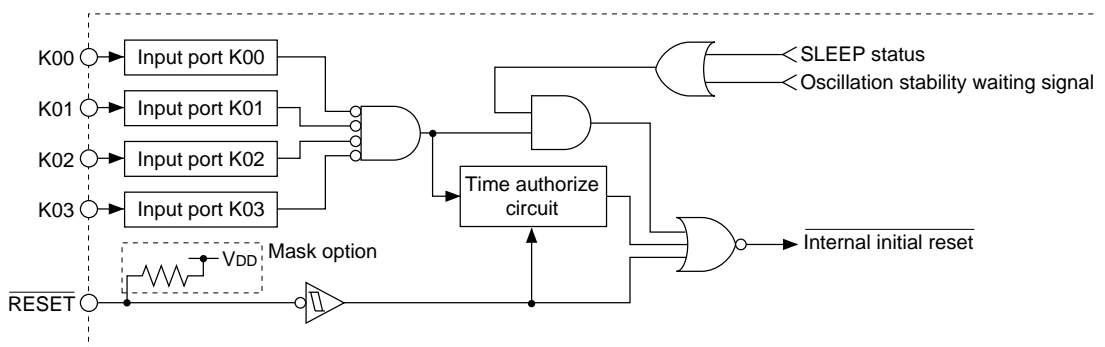 K00
Input port K00
SLEEP status
Oscillation stability waiting signal
K01
Input port K01
K02
Input port K02
Time authorize
circuit
K03
Input port K03
Internal initial reset
VDD
Mask option
RESET